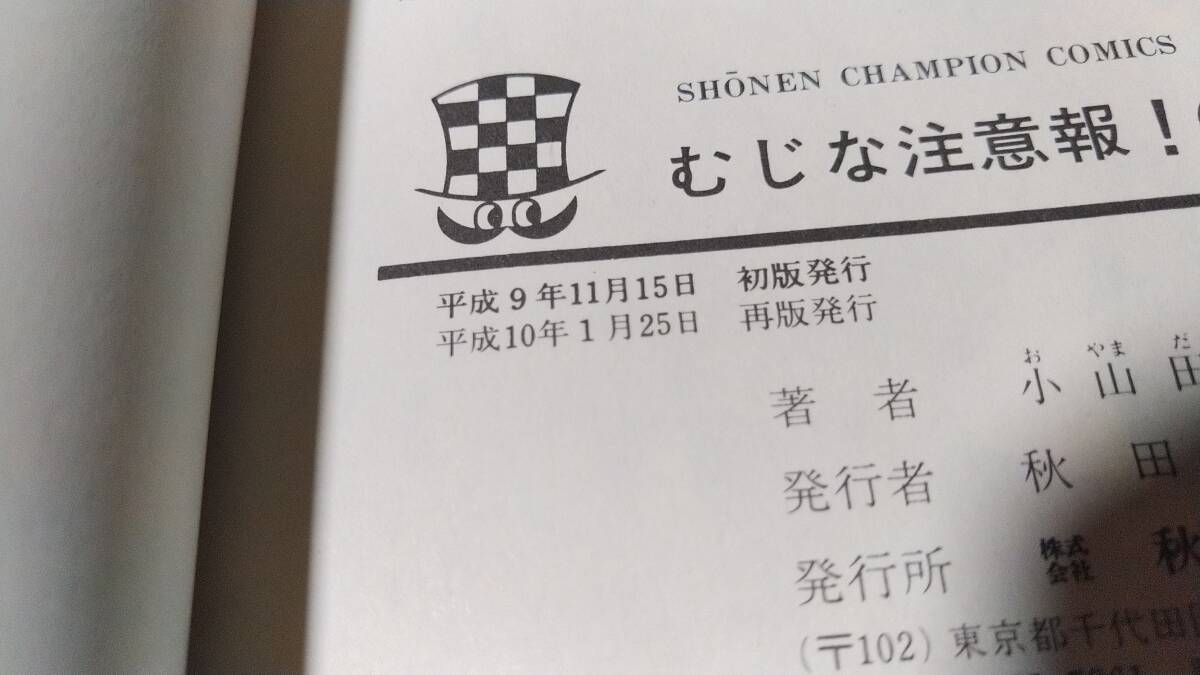 SHŌNEN CHAMPION COMICS
むじな注意報!
平成9年11月15日 初版発行
平成10年1月25日 再版発行
おやまだ
著者 小山田
発行者 秋田
発行所 株式会社 秋
(〒102) 東京都千代田